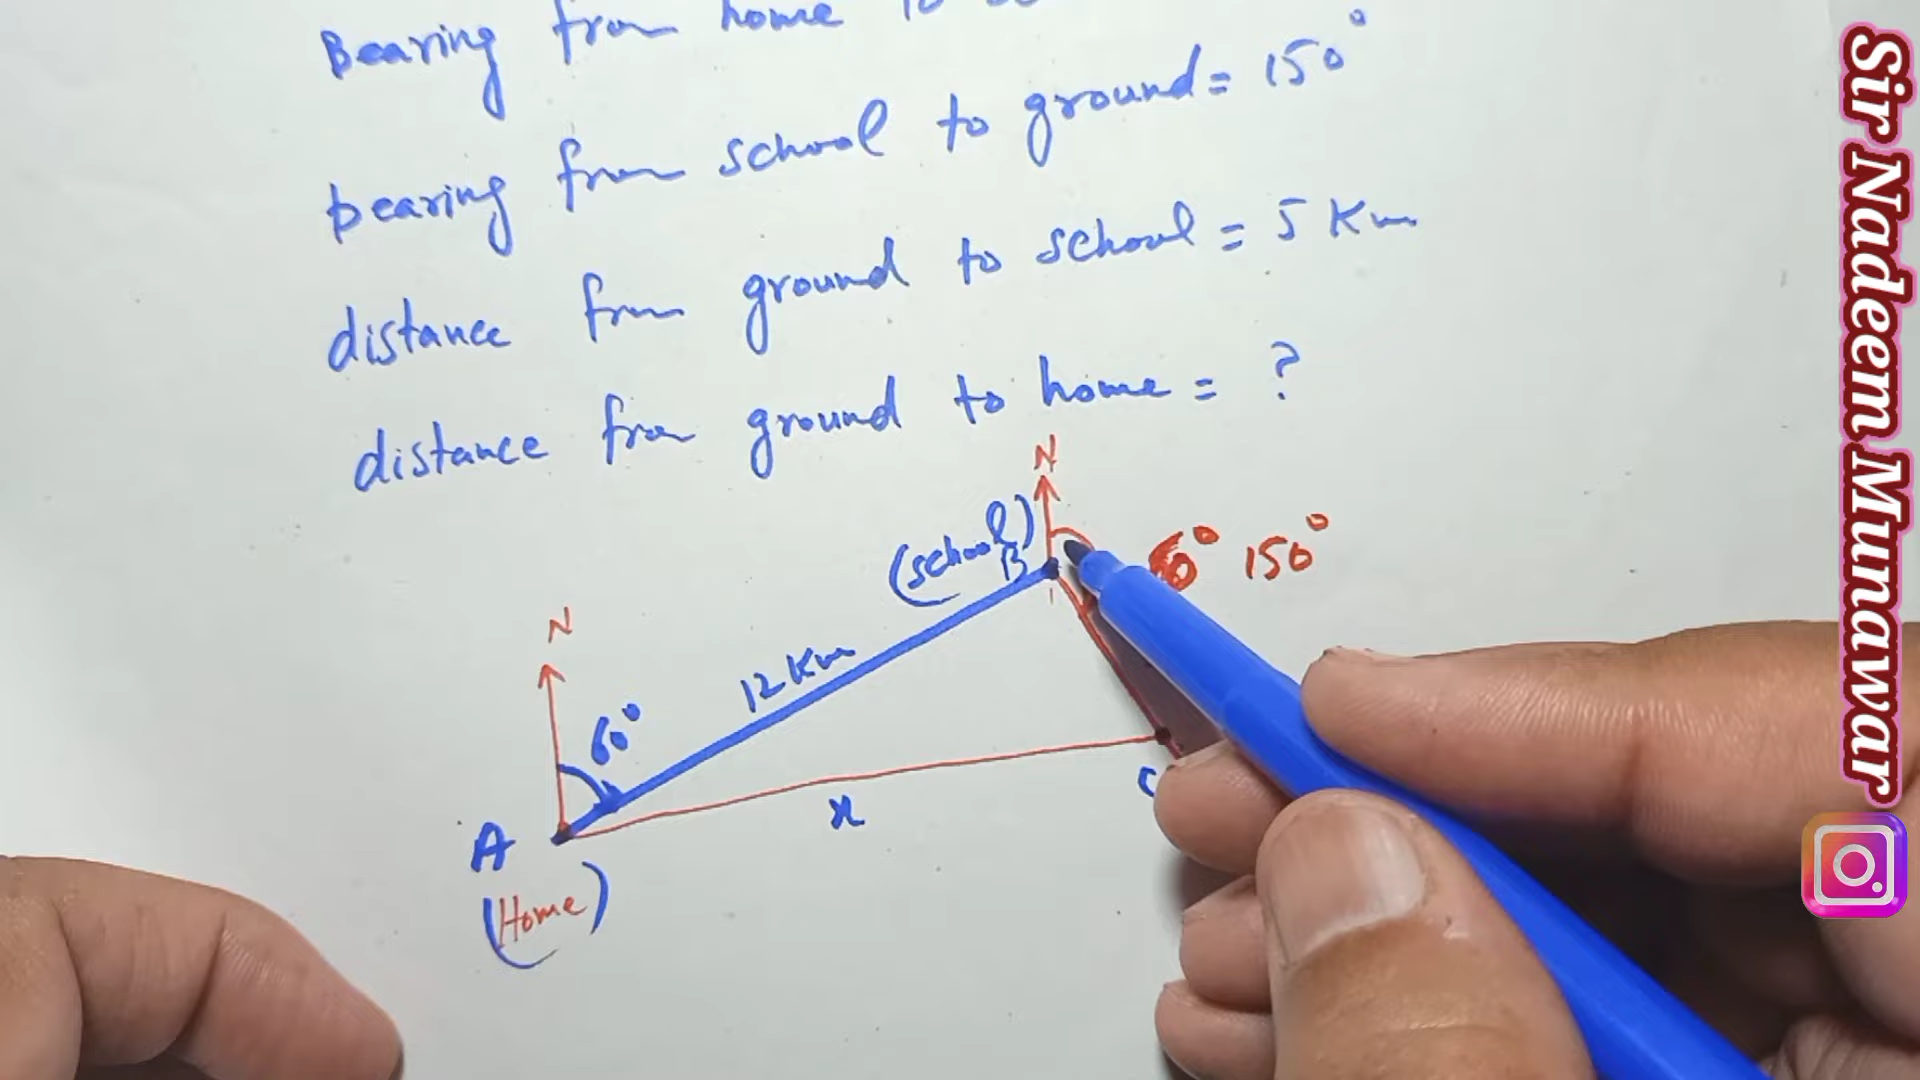 Bearing from home to
bearing from school to ground = 150°
distance from ground to school = 5 Km
distance from ground to home = ?
N
(school)
B
150°
N
12 Km
60°
A
x
C
(Home)
Sir Nadeem Munawar